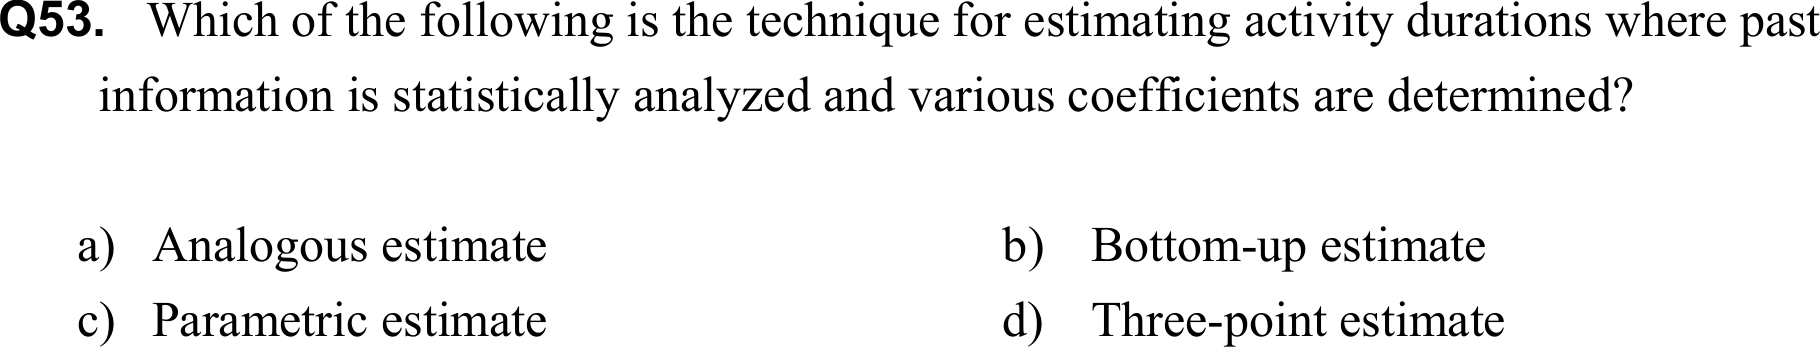 Q53. Which of the following is the technique for estimating activity durations where past
information is statistically analyzed and various coefficients are determined?
a) Analogous estimate b) Bottom-up estimate
c) Parametric estimate d) Three-point estimate